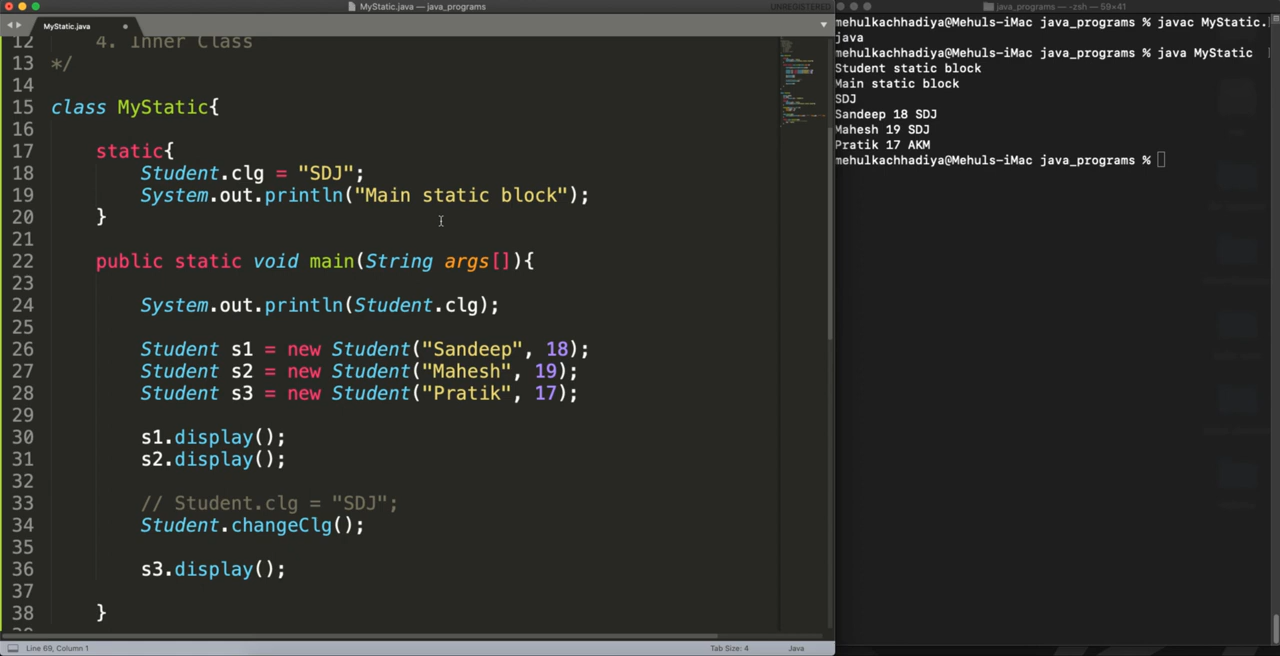 MyStatic.java — java_programs
UNREGISTERED
MyStatic.java
12 4. Inner Class
13 */
14
15 class MyStatic{
16
17 static{
18 Student.clg = "SDJ";
19 System.out.println("Main static block");
20 }
21
22 public static void main(String args[]){
23
24 System.out.println(Student.clg);
25
26 Student s1 = new Student("Sandeep", 18);
27 Student s2 = new Student("Mahesh", 19);
28 Student s3 = new Student("Pratik", 17);
29
30 s1.display();
31 s2.display();
32
33 // Student.clg = "SDJ";
34 Student.changeClg();
35
36 s3.display();
37
38 }
Line 69, Column 1
Tab Size: 4
Java
java_programs — -zsh — 59×41
mehulkachhadiya@Mehuls-iMac java_programs % javac MyStatic.
java
mehulkachhadiya@Mehuls-iMac java_programs % java MyStatic
Student static block
Main static block
SDJ
Sandeep 18 SDJ
Mahesh 19 SDJ
Pratik 17 AKM
mehulkachhadiya@Mehuls-iMac java_programs %